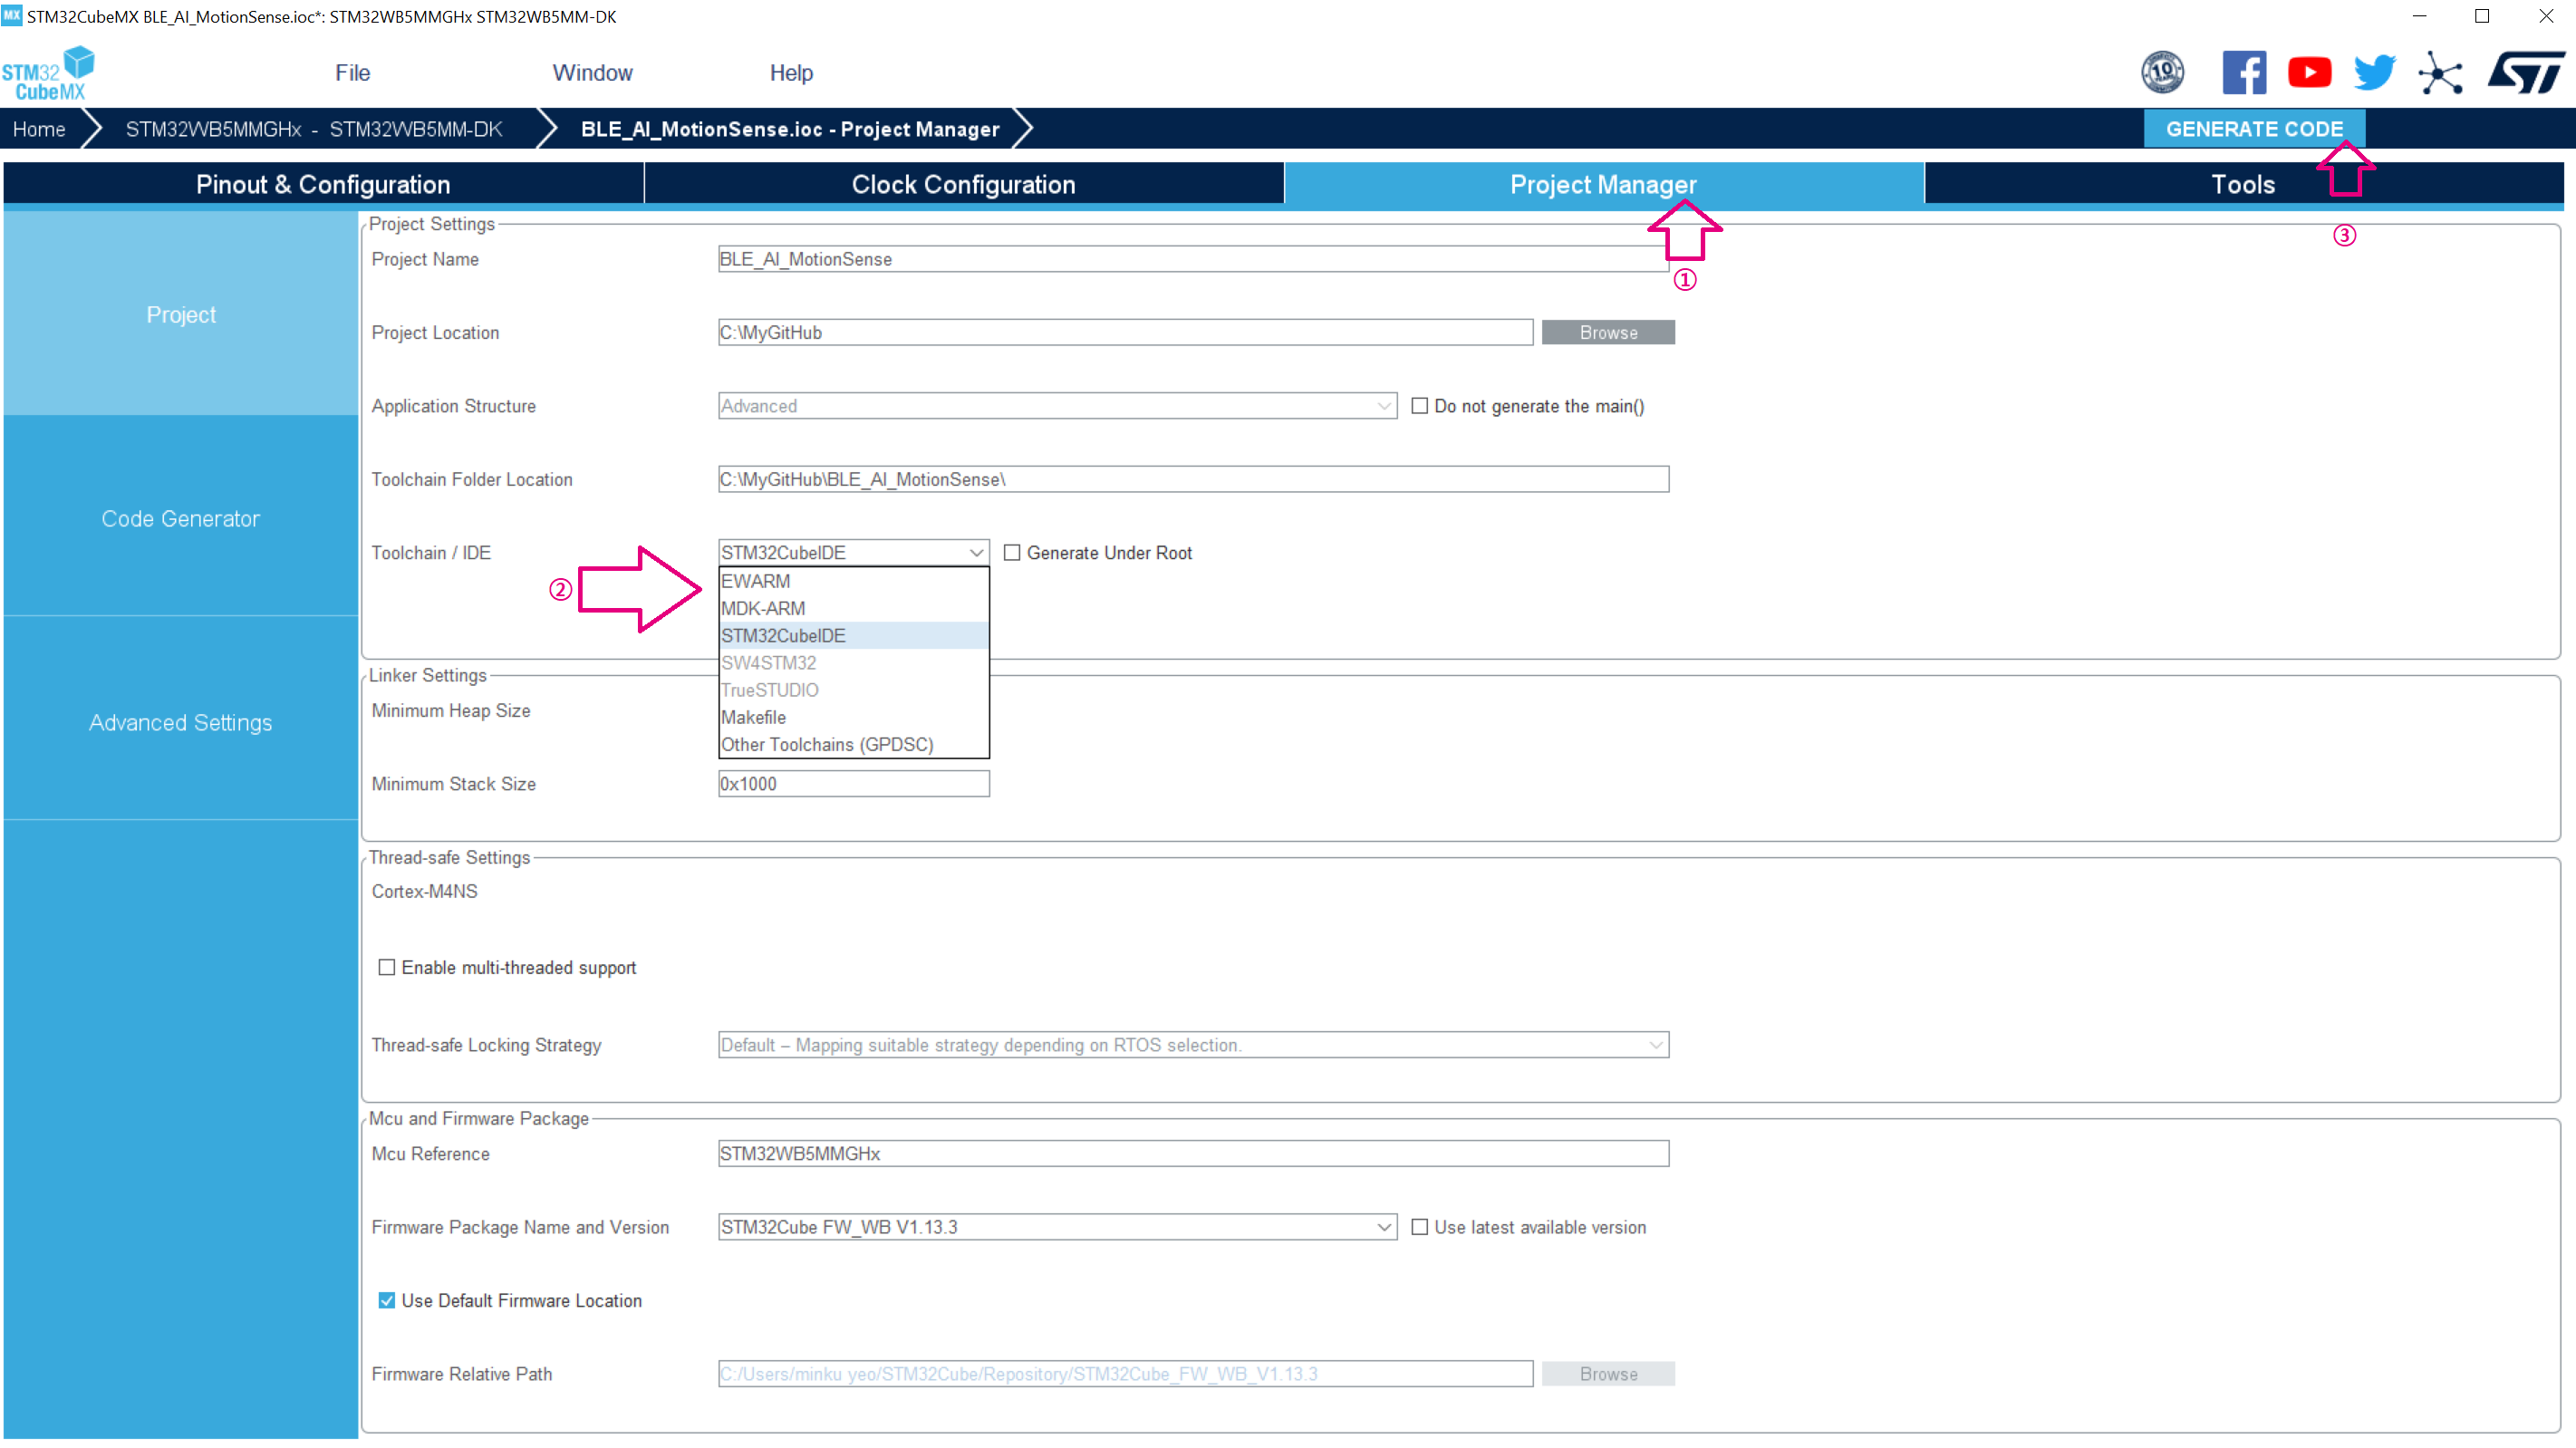 MX STM32CubeMX BLE_AI_MotionSense.ioc*: STM32WB5MMGHx STM32WB5MM-DK
STM32
CubeMX
File Window Help
10 YEARS
ST
Home STM32WB5MMGHx - STM32WB5MM-DK BLE_AI_MotionSense.ioc - Project Manager GENERATE CODE
Pinout & Configuration Clock Configuration Project Manager Tools
①
③
Project
Code Generator
Advanced Settings
Project Settings
Project Name BLE_AI_MotionSense
Project Location C:\MyGitHub Browse
Application Structure Advanced Do not generate the main()
Toolchain Folder Location C:\MyGitHub\BLE_AI_MotionSense\
Toolchain / IDE STM32CubeIDE Generate Under Root
②
EWARM
MDK-ARM
STM32CubeIDE
SW4STM32
TrueSTUDIO
Makefile
Other Toolchains (GPDSC)
Linker Settings
Minimum Heap Size
Minimum Stack Size 0x1000
Thread-safe Settings
Cortex-M4NS
Enable multi-threaded support
Thread-safe Locking Strategy Default – Mapping suitable strategy depending on RTOS selection.
Mcu and Firmware Package
Mcu Reference STM32WB5MMGHx
Firmware Package Name and Version STM32Cube FW_WB V1.13.3 Use latest available version
Use Default Firmware Location
Firmware Relative Path C:/Users/minku yeo/STM32Cube/Repository/STM32Cube_FW_WB_V1.13.3 Browse